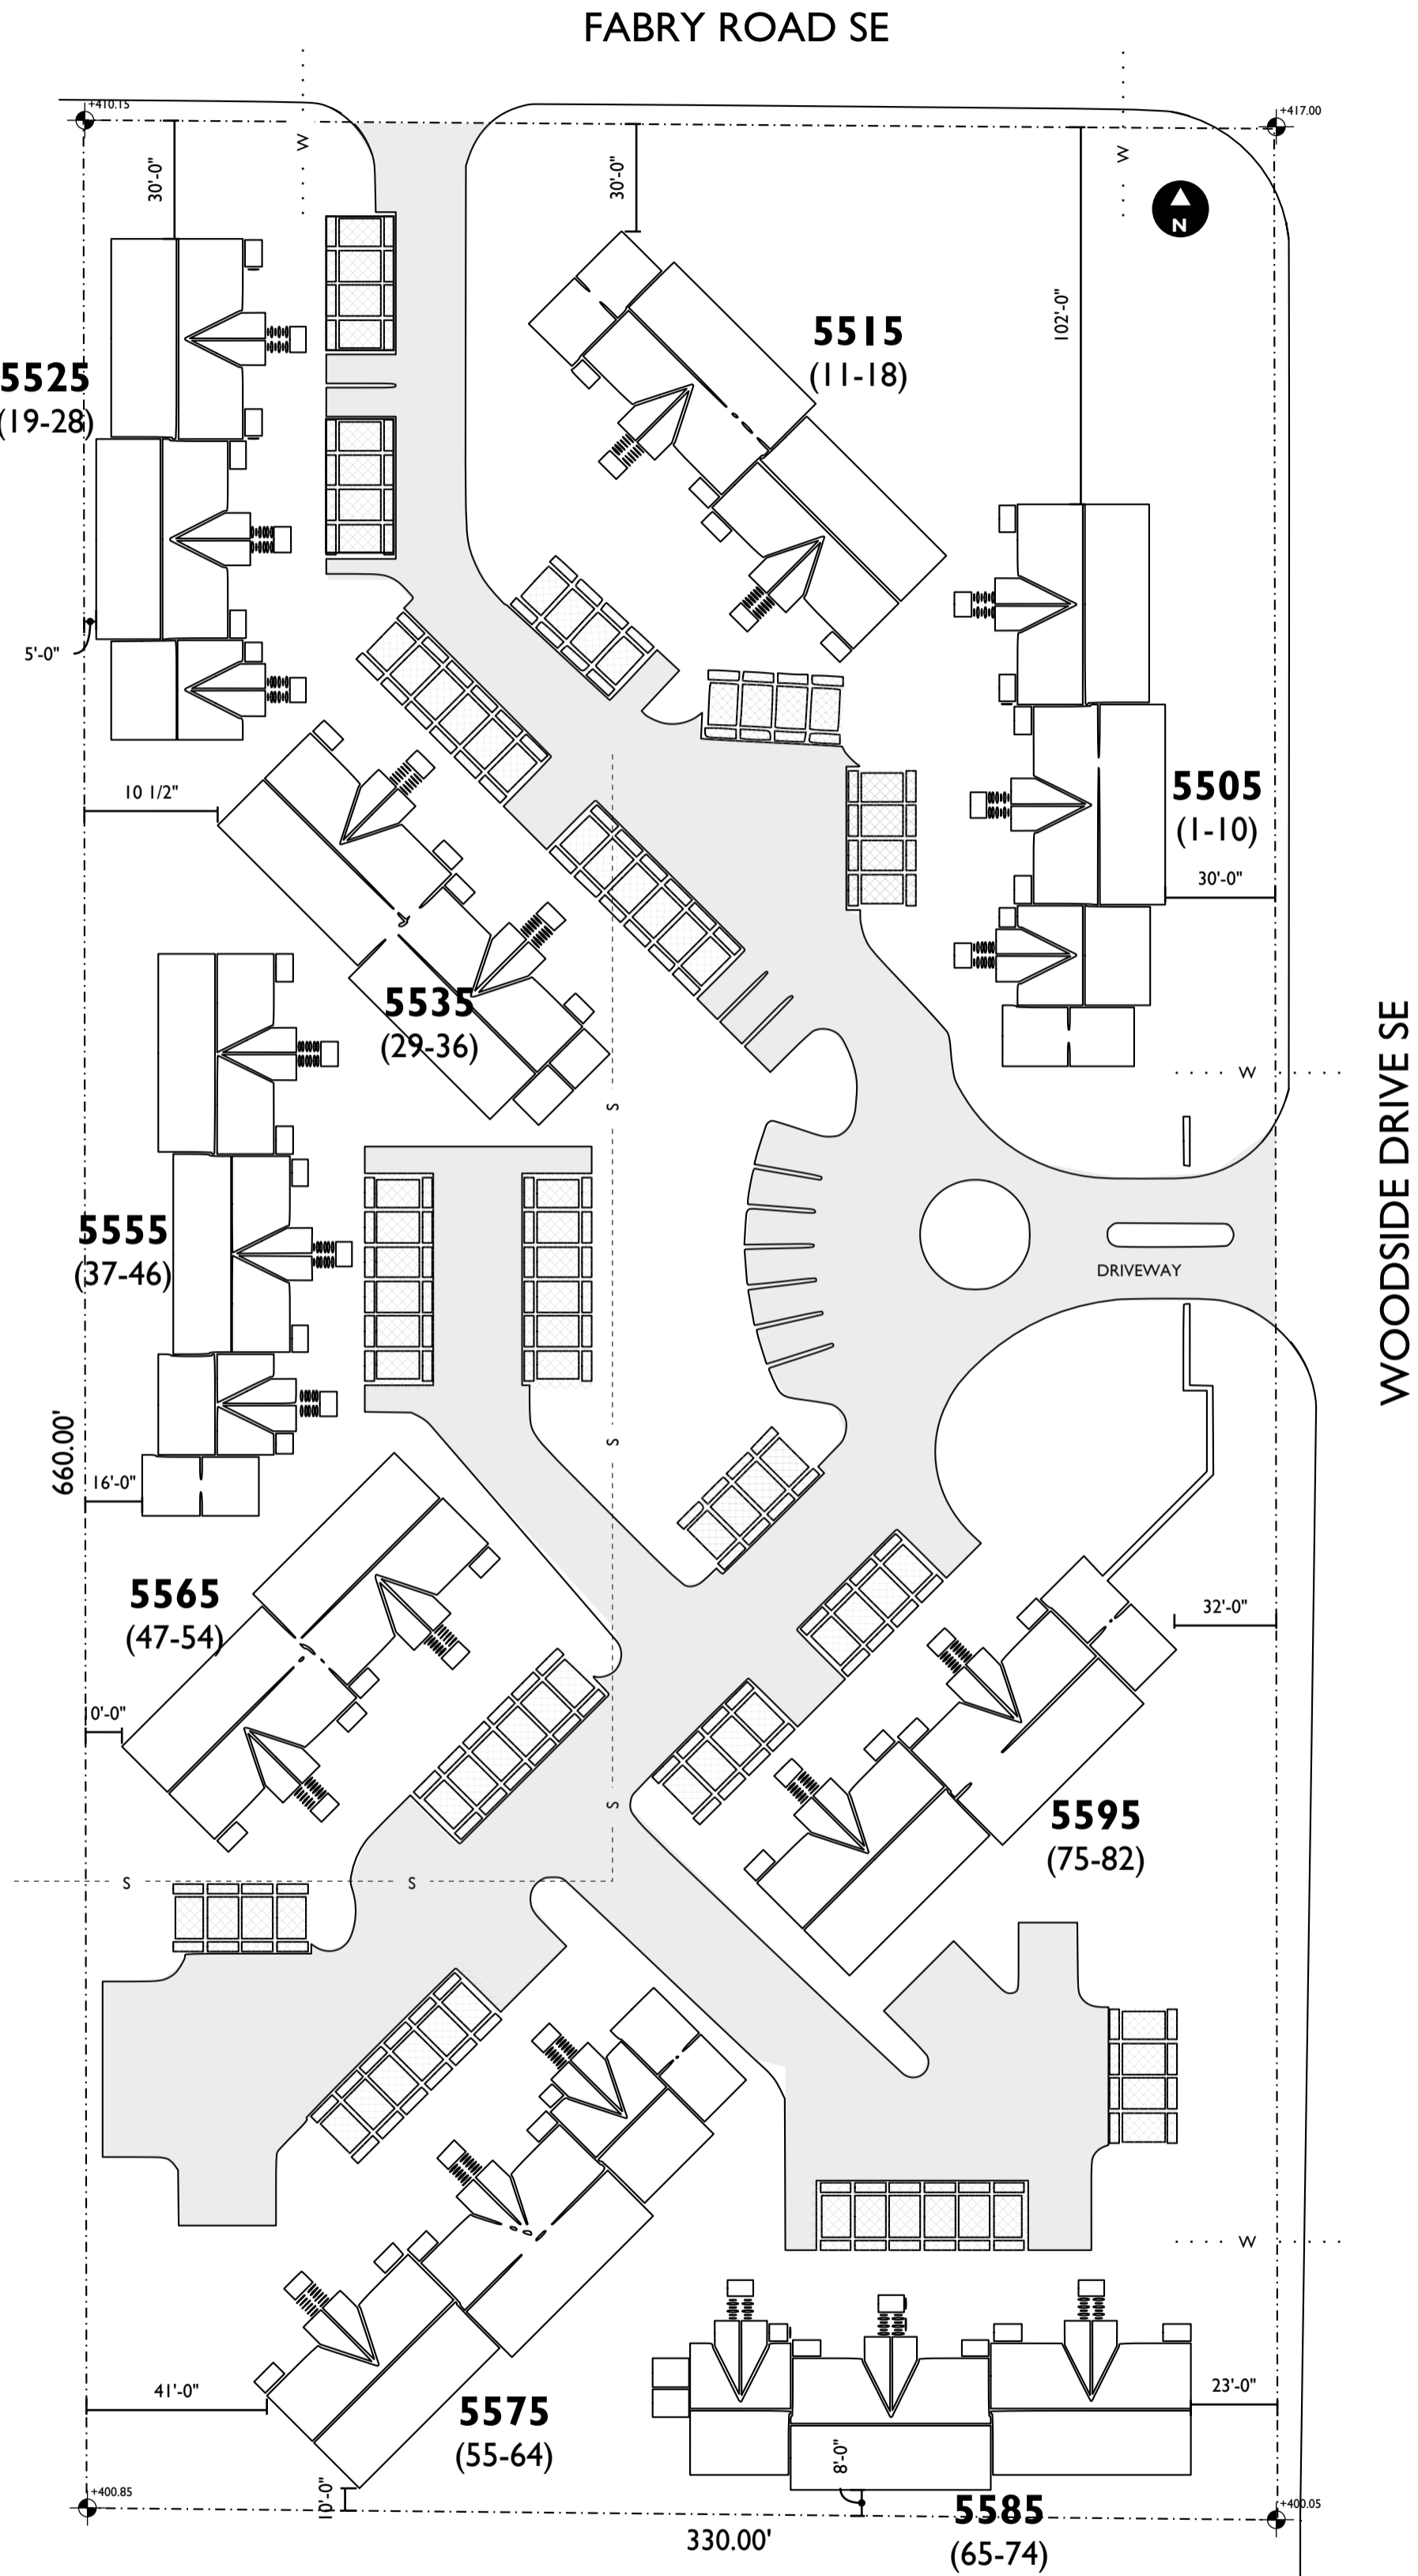 FABRY ROAD SE
+410.15
+417.00
W
W
30'-0"
30'-0"
N
102'-0"
5515
(11-18)
5525
(19-28)
5'-0"
10 1/2"
5505
(1-10)
30'-0"
5535
(29-36)
W
S
WOODSIDE DRIVE SE
5555
(37-46)
DRIVEWAY
660.00'
S
16'-0"
5565
(47-54)
32'-0"
0'-0"
S
5595
(75-82)
S
S
W
41'-0"
23'-0"
5575
(55-64)
8'-0"
+400.85
5585
(65-74)
+400.05
330.00'